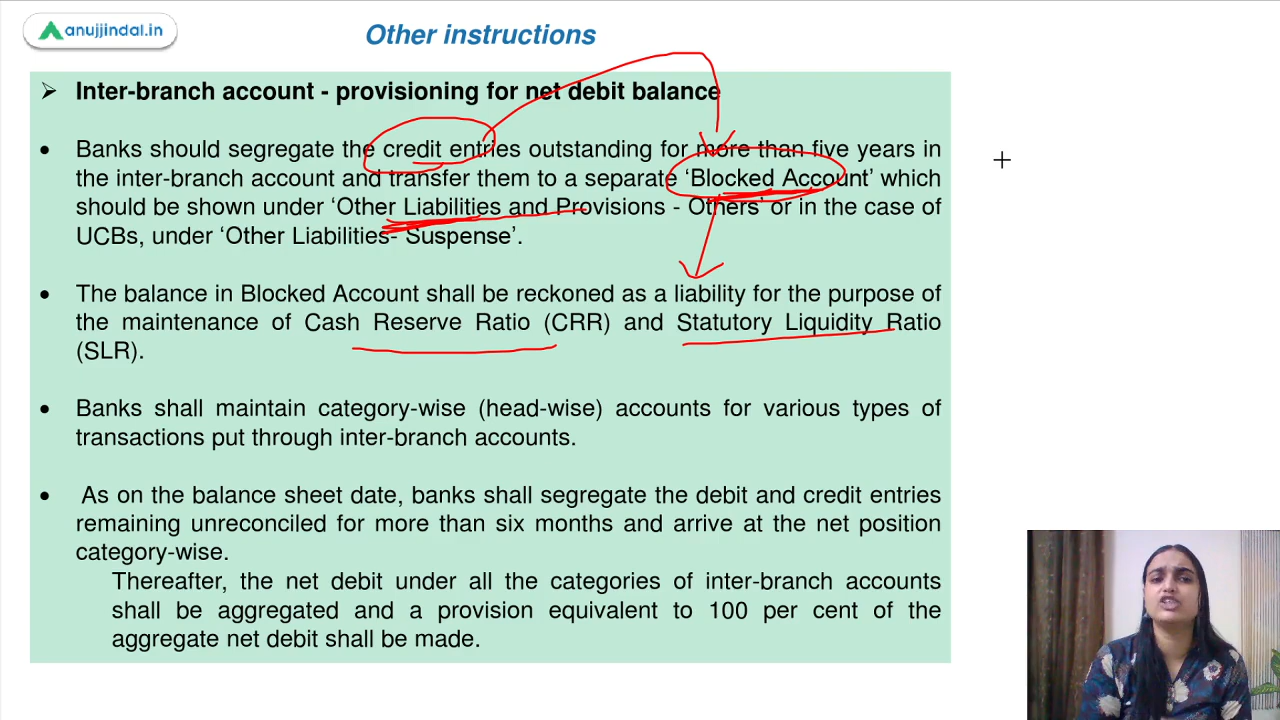 anujjindal.in
Other instructions
➢ Inter-branch account - provisioning for net debit balance
• Banks should segregate the credit entries outstanding for more than five years in
the inter-branch account and transfer them to a separate ‘Blocked Account’ which
should be shown under ‘Other Liabilities and Provisions - Others’ or in the case of
UCBs, under ‘Other Liabilities- Suspense’.
• The balance in Blocked Account shall be reckoned as a liability for the purpose of
the maintenance of Cash Reserve Ratio (CRR) and Statutory Liquidity Ratio
(SLR).
• Banks shall maintain category-wise (head-wise) accounts for various types of
transactions put through inter-branch accounts.
• As on the balance sheet date, banks shall segregate the debit and credit entries
remaining unreconciled for more than six months and arrive at the net position
category-wise.
Thereafter, the net debit under all the categories of inter-branch accounts
shall be aggregated and a provision equivalent to 100 per cent of the
aggregate net debit shall be made.